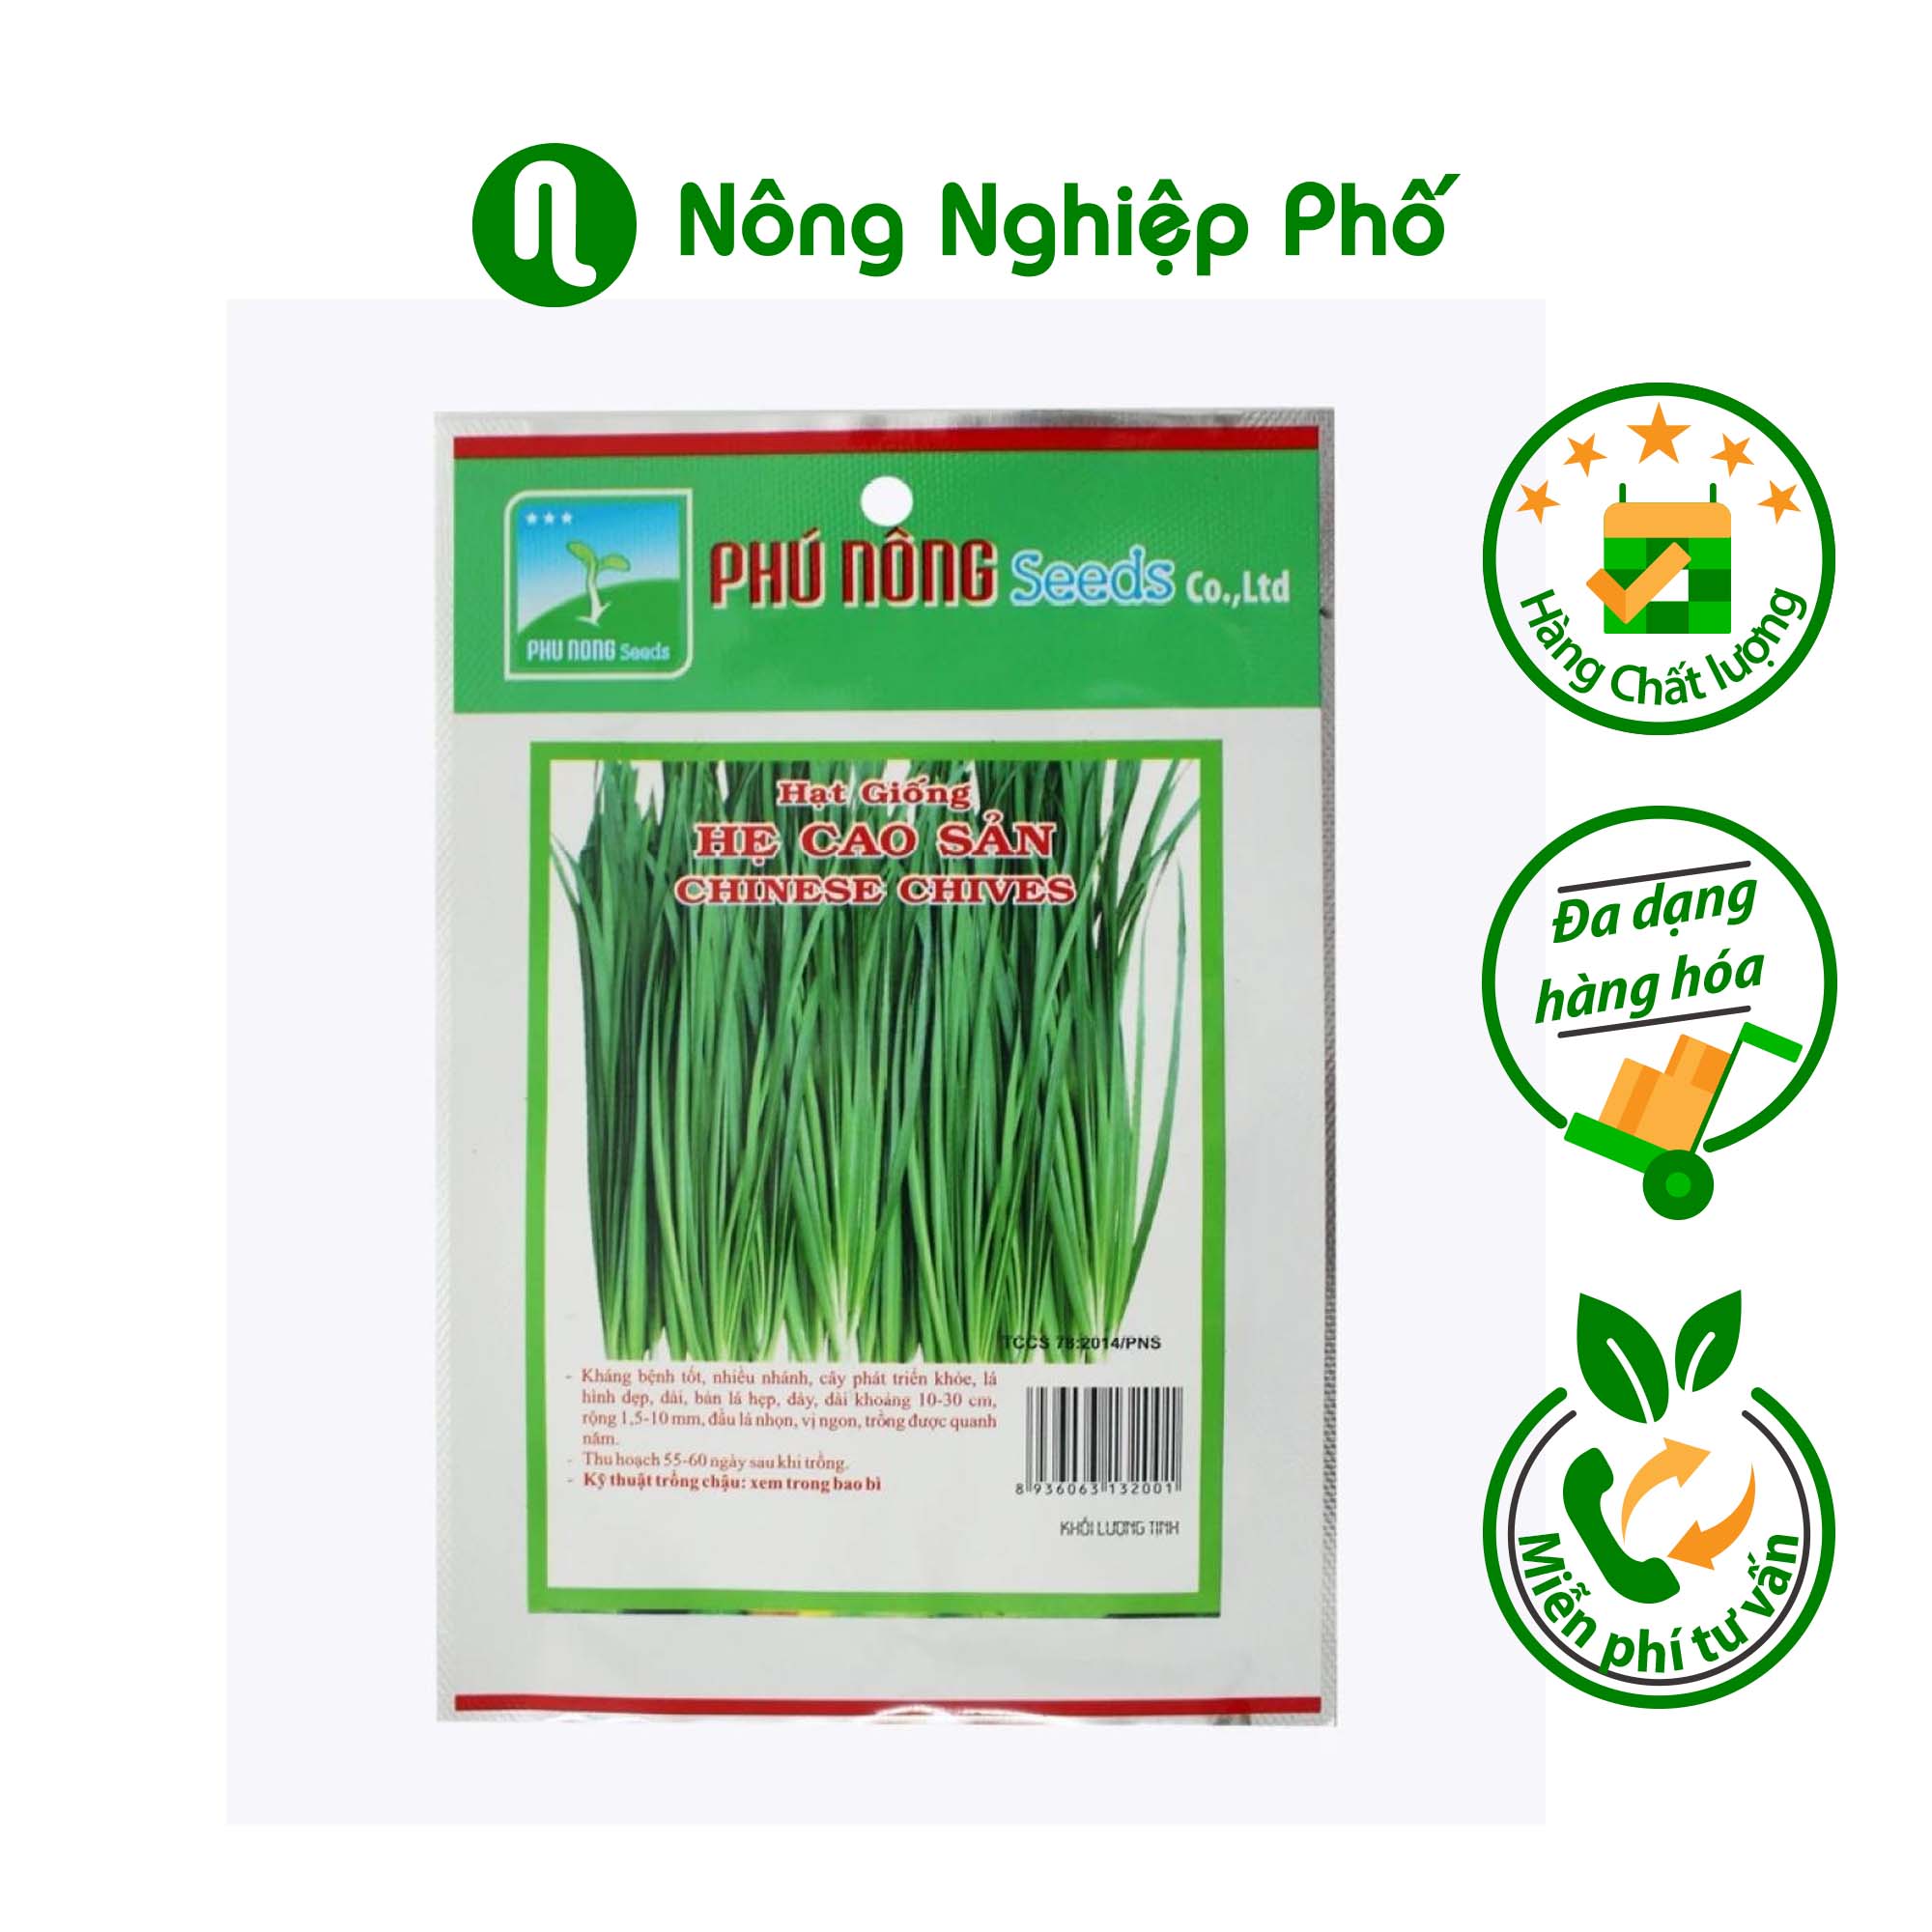 Nông Nghiệp Phố
PHÚ NÔNG Seeds Co.,Ltd
PHU NONG Seeds
Hạt Giống
HẸ CAO SẢN
CHINESE CHIVES
TCCS 78:2014/PNS
- Kháng bệnh tốt, nhiều nhánh, cây phát triển khỏe, lá
hình dẹp, dài, bản lá hẹp, dày, dài khoảng 10-30 cm,
rộng 1,5-10 mm, đầu lá nhọn, vị ngon, trồng được quanh
năm.
- Thu hoạch 55-60 ngày sau khi trồng.
- Kỹ thuật trồng chậu: xem trong bao bì
8 936063 132001
KHỐI LƯỢNG TỊNH
Hàng Chất lượng
Đa dạng
hàng hóa
Miễn phí tư vấn